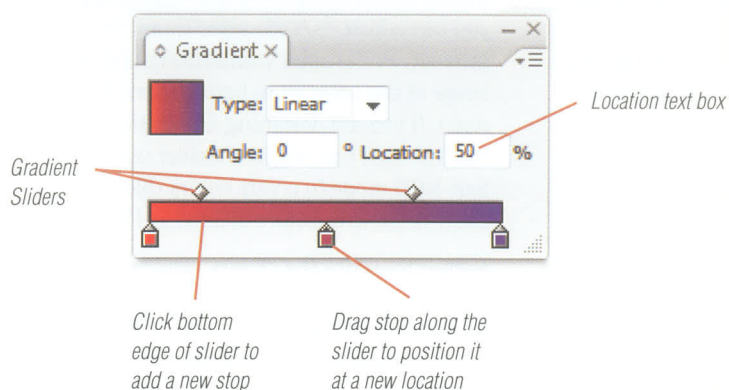 Gradient
Type: Linear
Location text box
Angle: 0 ° Location: 50 %
Gradient
Sliders
Click bottom
edge of slider to
add a new stop
Drag stop along the
slider to position it
at a new location